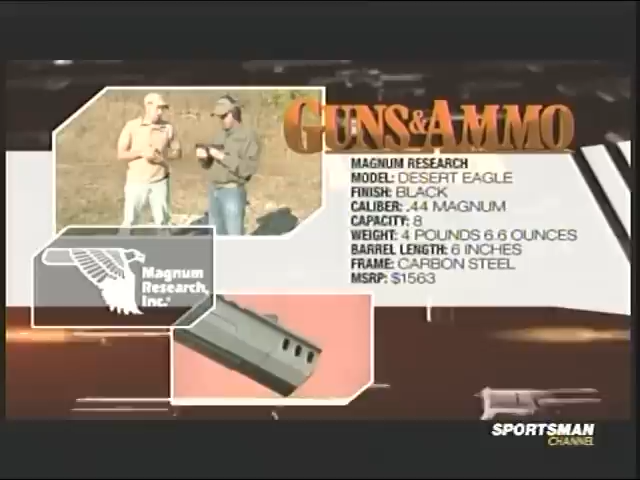 GUNS&AMMO
MAGNUM RESEARCH
MODEL: DESERT EAGLE
FINISH: BLACK
CALIBER: .44 MAGNUM
CAPACITY: 8
WEIGHT: 4 POUNDS 6.6 OUNCES
BARREL LENGTH: 6 INCHES
FRAME: CARBON STEEL
MSRP: $1563
Magnum
Research,
Inc.®
SPORTSMAN
CHANNEL